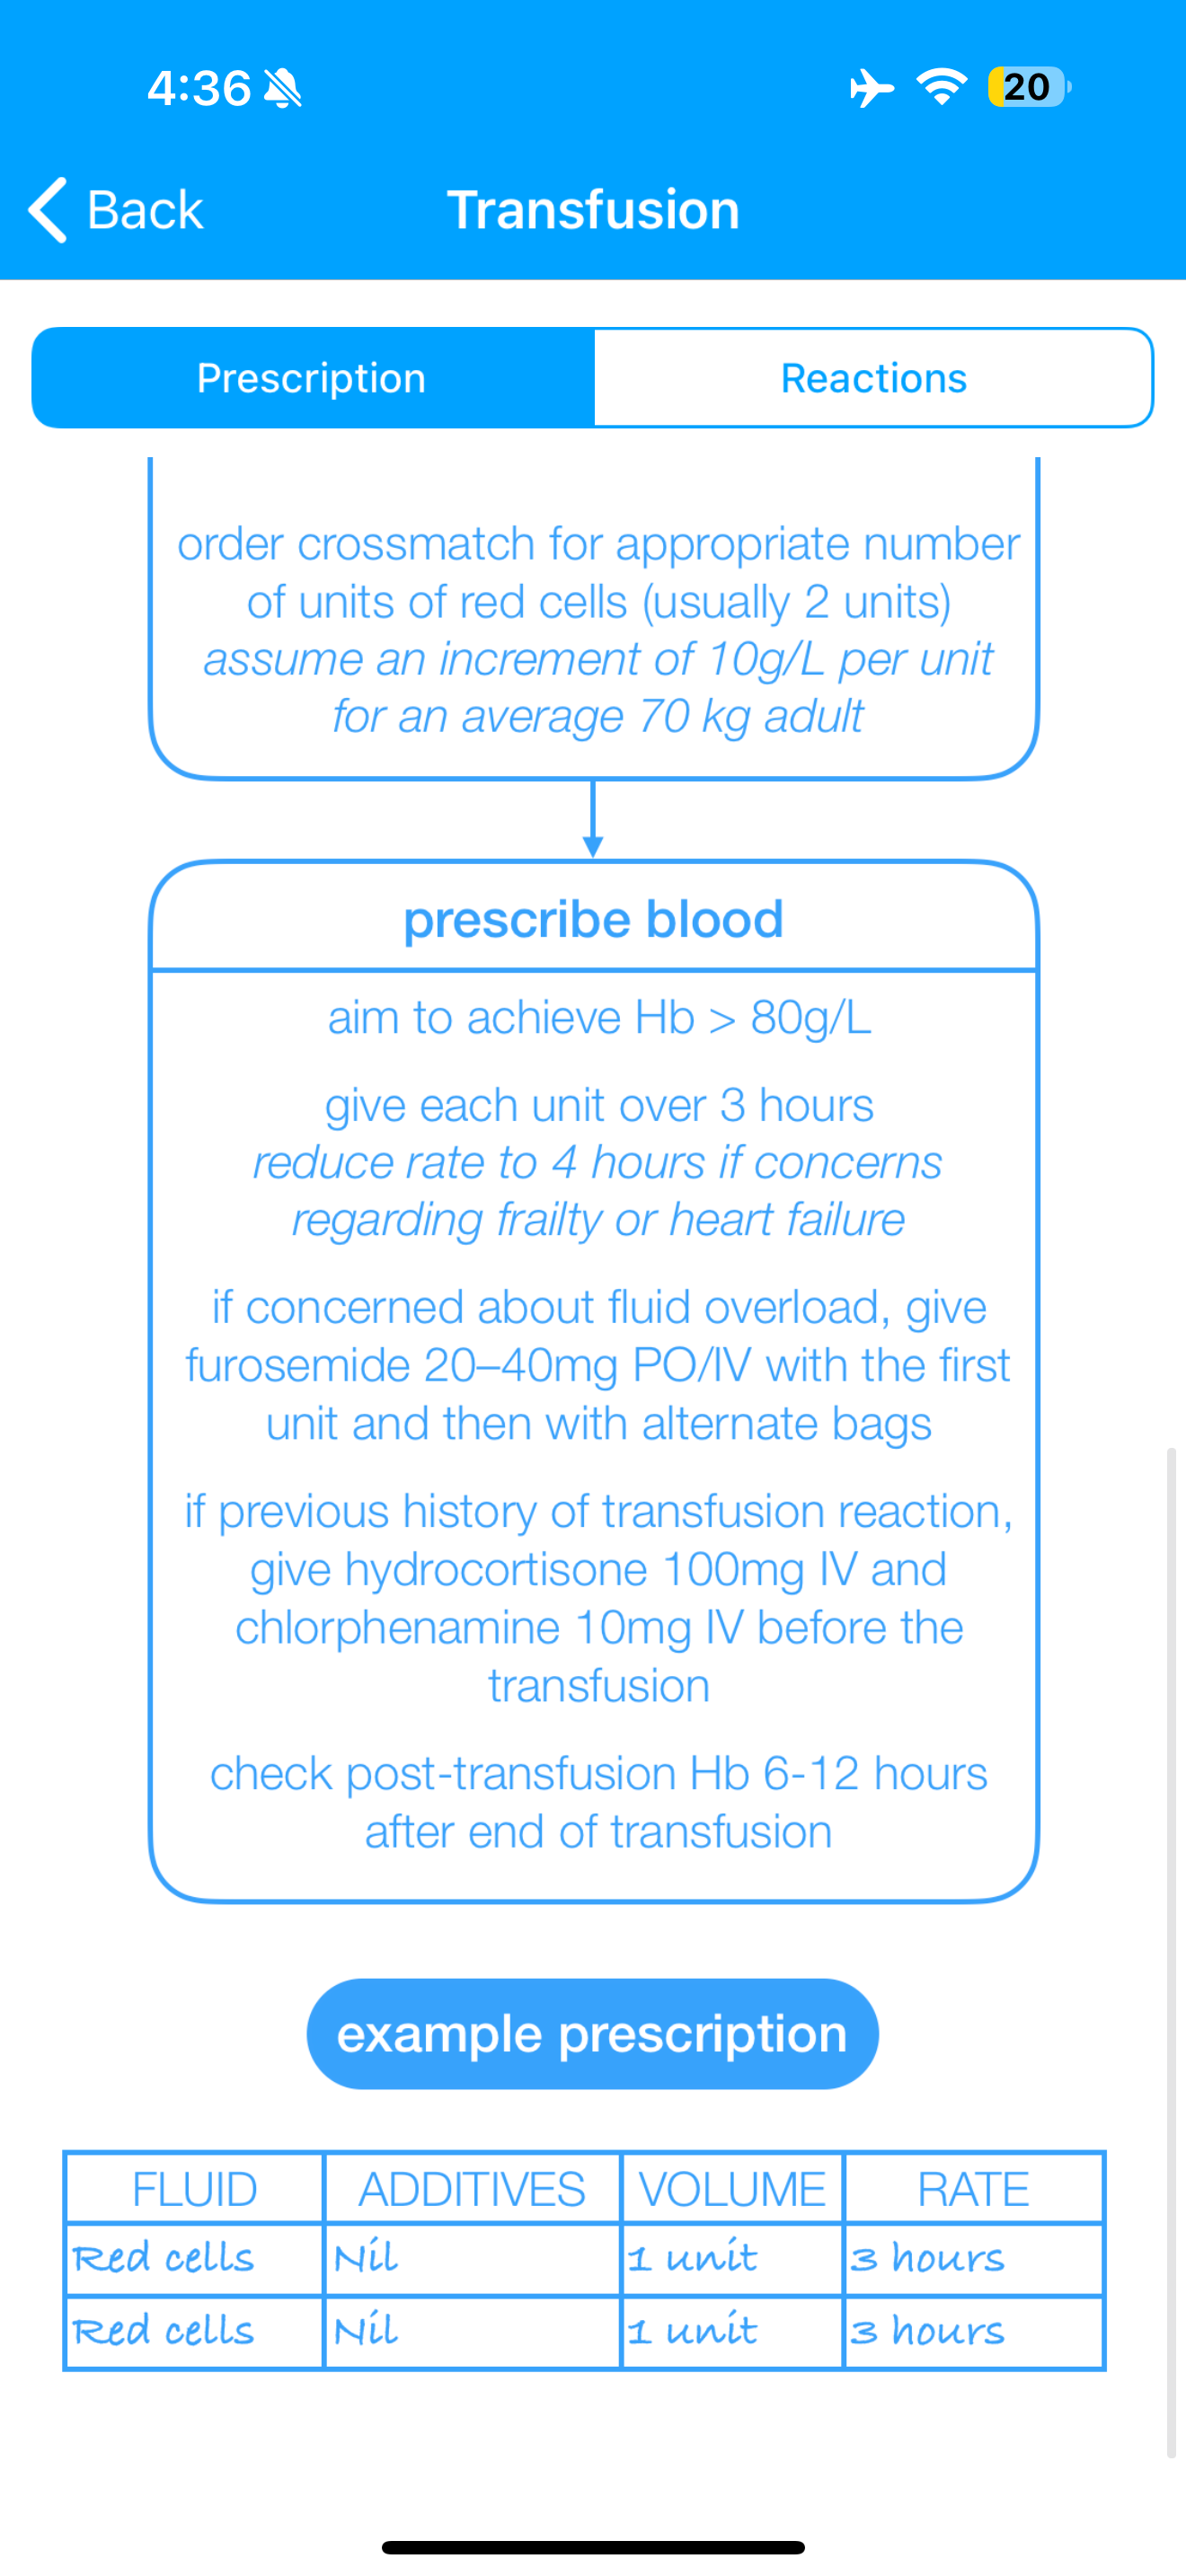 4:36
20
Back
Transfusion
Prescription
Reactions
order crossmatch for appropriate number
of units of red cells (usually 2 units)
assume an increment of 10g/L per unit
for an average 70 kg adult
prescribe blood
aim to achieve Hb > 80g/L
give each unit over 3 hours
reduce rate to 4 hours if concerns
regarding frailty or heart failure
if concerned about fluid overload, give
furosemide 20–40mg PO/IV with the first
unit and then with alternate bags
if previous history of transfusion reaction,
give hydrocortisone 100mg IV and
chlorphenamine 10mg IV before the
transfusion
check post-transfusion Hb 6-12 hours
after end of transfusion
example prescription
FLUID ADDITIVES VOLUME RATE
Red cells Nil 1 unit 3 hours
Red cells Nil 1 unit 3 hours